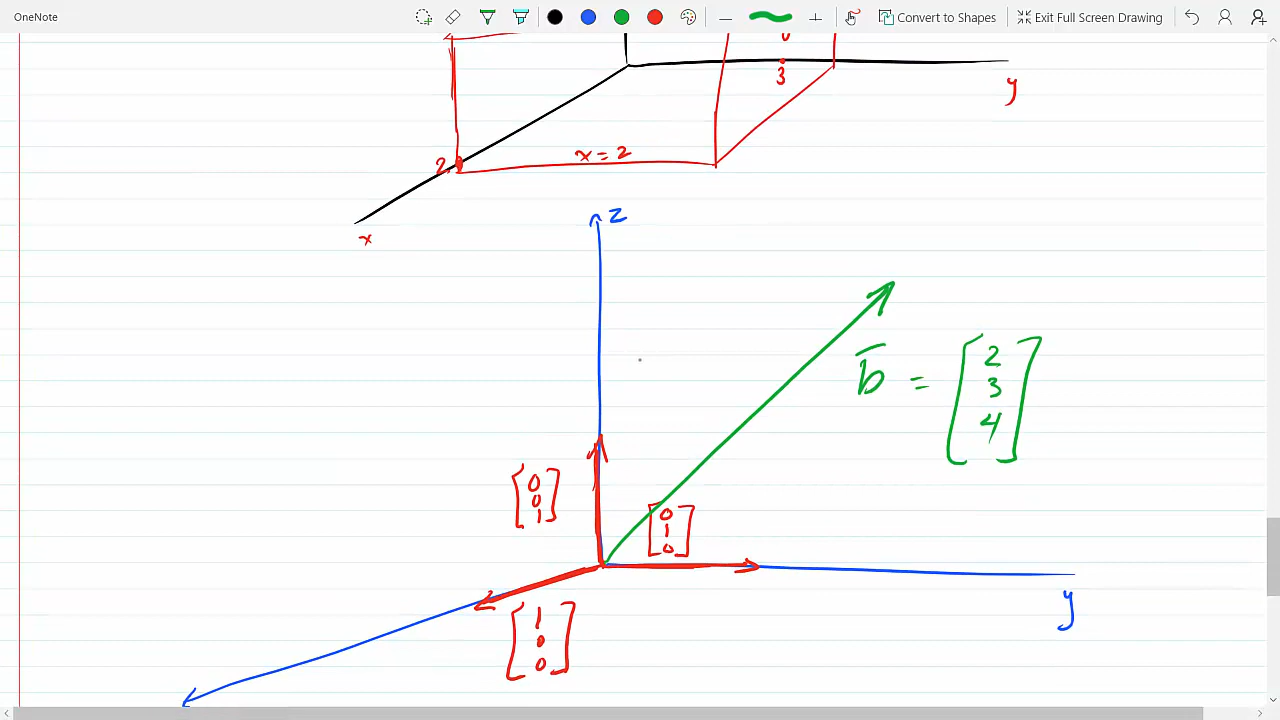 OneNote
Convert to Shapes
Exit Full Screen Drawing
3
y
2
x = 2
x
z
b̄ = [2
3
4]
[0
0
1]
[0
1
0]
y
[1
0
0]